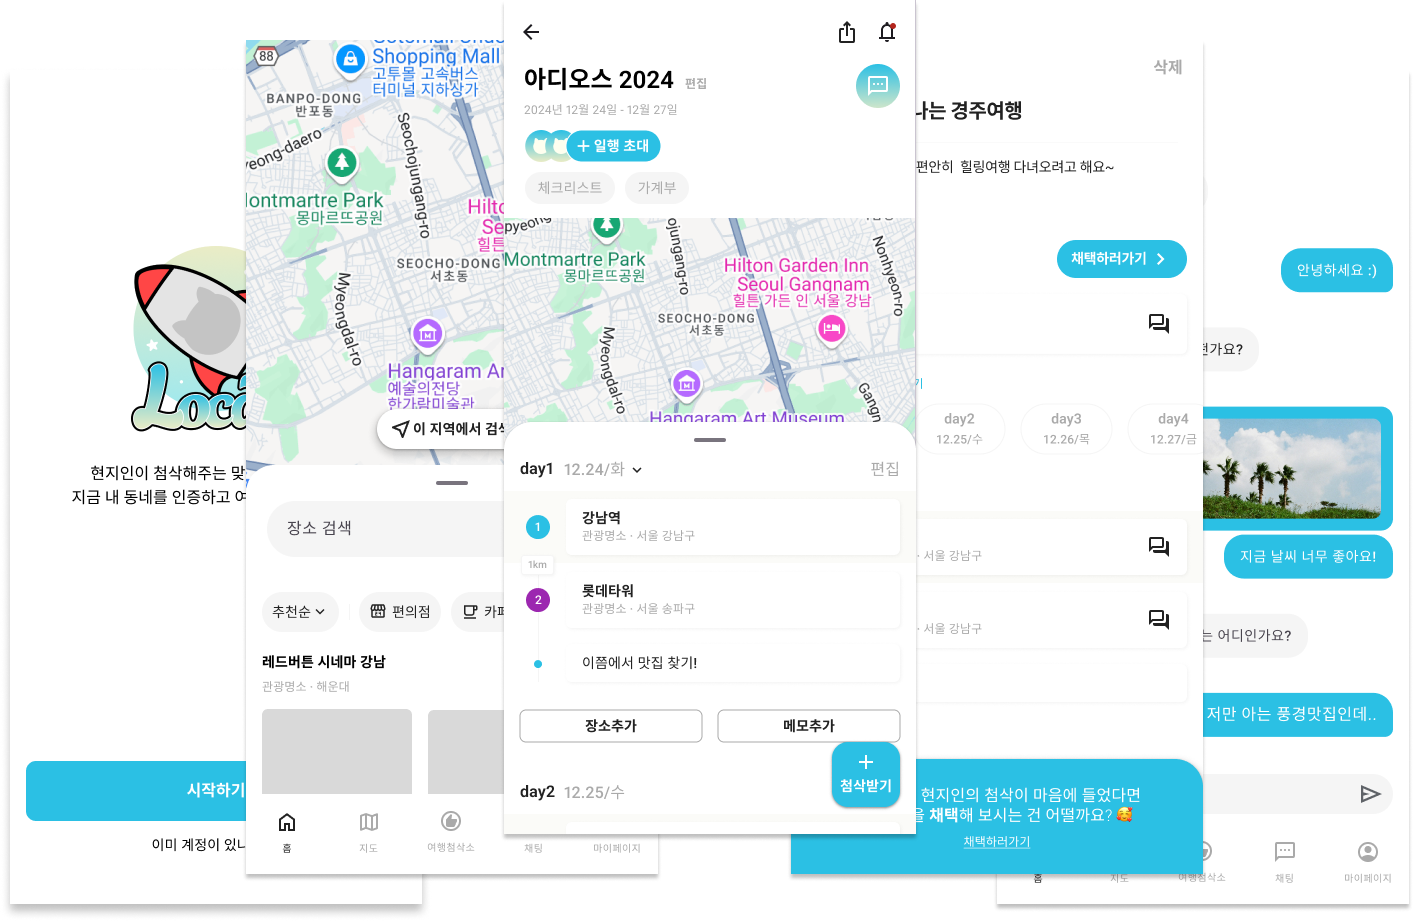 현지인이 첨삭해주는 맞
지금 내 동네를 인증하고 여
시작하기
이미 계정이 있나
88
Shopping Mall
고투몰 고속버스
터미널 지하상가
BANPO-DONG
반포동
Seochojungang-ro
Montmartre Park
몽마르뜨공원
SEOCHO-DONG
서초동
Myeongdal-ro
Hangaram Ar
예술의전당
한가람미술관
이 지역에서 검색
장소 검색
추천순
편의점
카페
레드버튼 시네마 강남
관광명소 · 해운대
홈
지도
여행첨삭소
채팅
마이페이지
아디오스 2024 편집
2024년 12월 24일 - 12월 27일
+ 일행 초대
체크리스트
가계부
Montmartre Park
몽마르뜨공원
Hilton Garden Inn
Seoul Gangnam
힐튼 가든 인 서울 강남
Nonhyeon-ro
SEOCHO-DONG
서초동
Myeongdal-ro
Hangaram Art Museum
day1 12.24/화
편집
1
강남역
관광명소 · 서울 강남구
1km
2
롯데타워
관광명소 · 서울 송파구
이쯤에서 맛집 찾기!
장소추가
메모추가
+
첨삭받기
day2 12.25/수
삭제
나는 경주여행
편안히 힐링여행 다녀오려고 해요~
채택하러가기
day2
12.25/수
day3
12.26/목
day4
12.27/금
· 서울 강남구
· 서울 강남구
현지인의 첨삭이 마음에 들었다면
을 채택해 보시는 건 어떨까요? 🥰
채택하러가기
안녕하세요 :)
가요?
지금 날씨 너무 좋아요!
는 어디인가요?
저만 아는 풍경맛집인데..
홈
지도
여행첨삭소
채팅
마이페이지